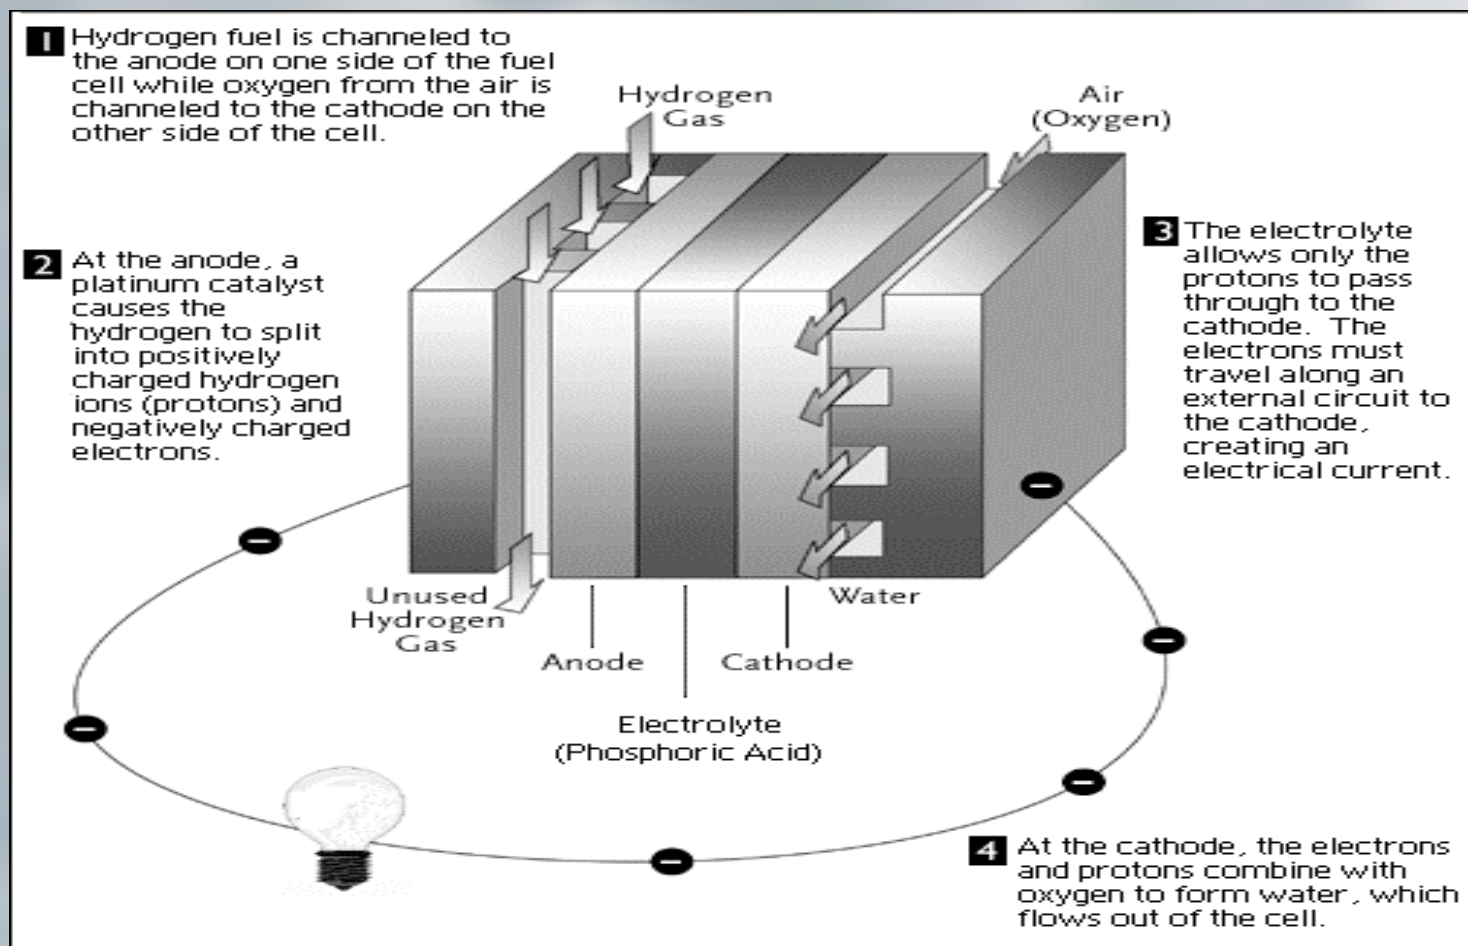 1 Hydrogen fuel is channeled to
the anode on one side of the fuel
cell while oxygen from the air is
channeled to the cathode on the
other side of the cell.
Hydrogen
Gas
Air
(Oxygen)
2 At the anode, a
platinum catalyst
causes the
hydrogen to split
into positively
charged hydrogen
ions (protons) and
negatively charged
electrons.
3 The electrolyte
allows only the
protons to pass
through to the
cathode. The
electrons must
travel along an
external circuit to
the cathode,
creating an
electrical current.
Unused
Hydrogen
Gas
Water
Anode
Cathode
Electrolyte
(Phosphoric Acid)
4 At the cathode, the electrons
and protons combine with
oxygen to form water, which
flows out of the cell.